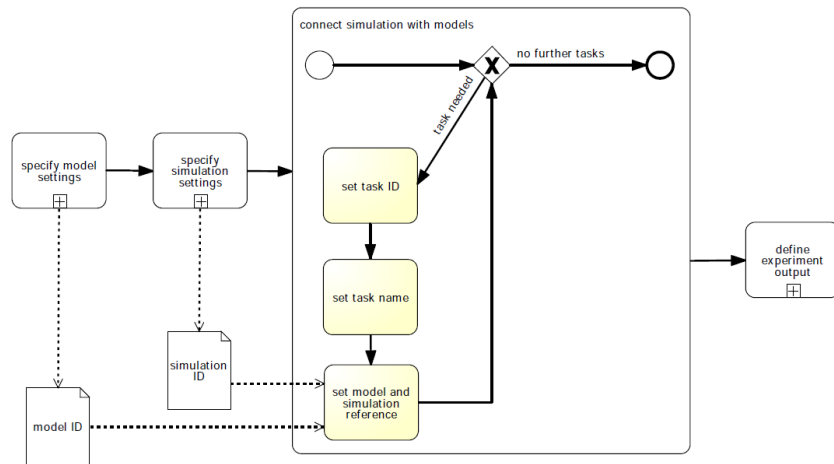 connect simulation with models
no further tasks
task needed
specify model
settings
specify
simulation
settings
set task ID
define
experiment
output
set task name
simulation
ID
set model and
simulation
reference
model ID